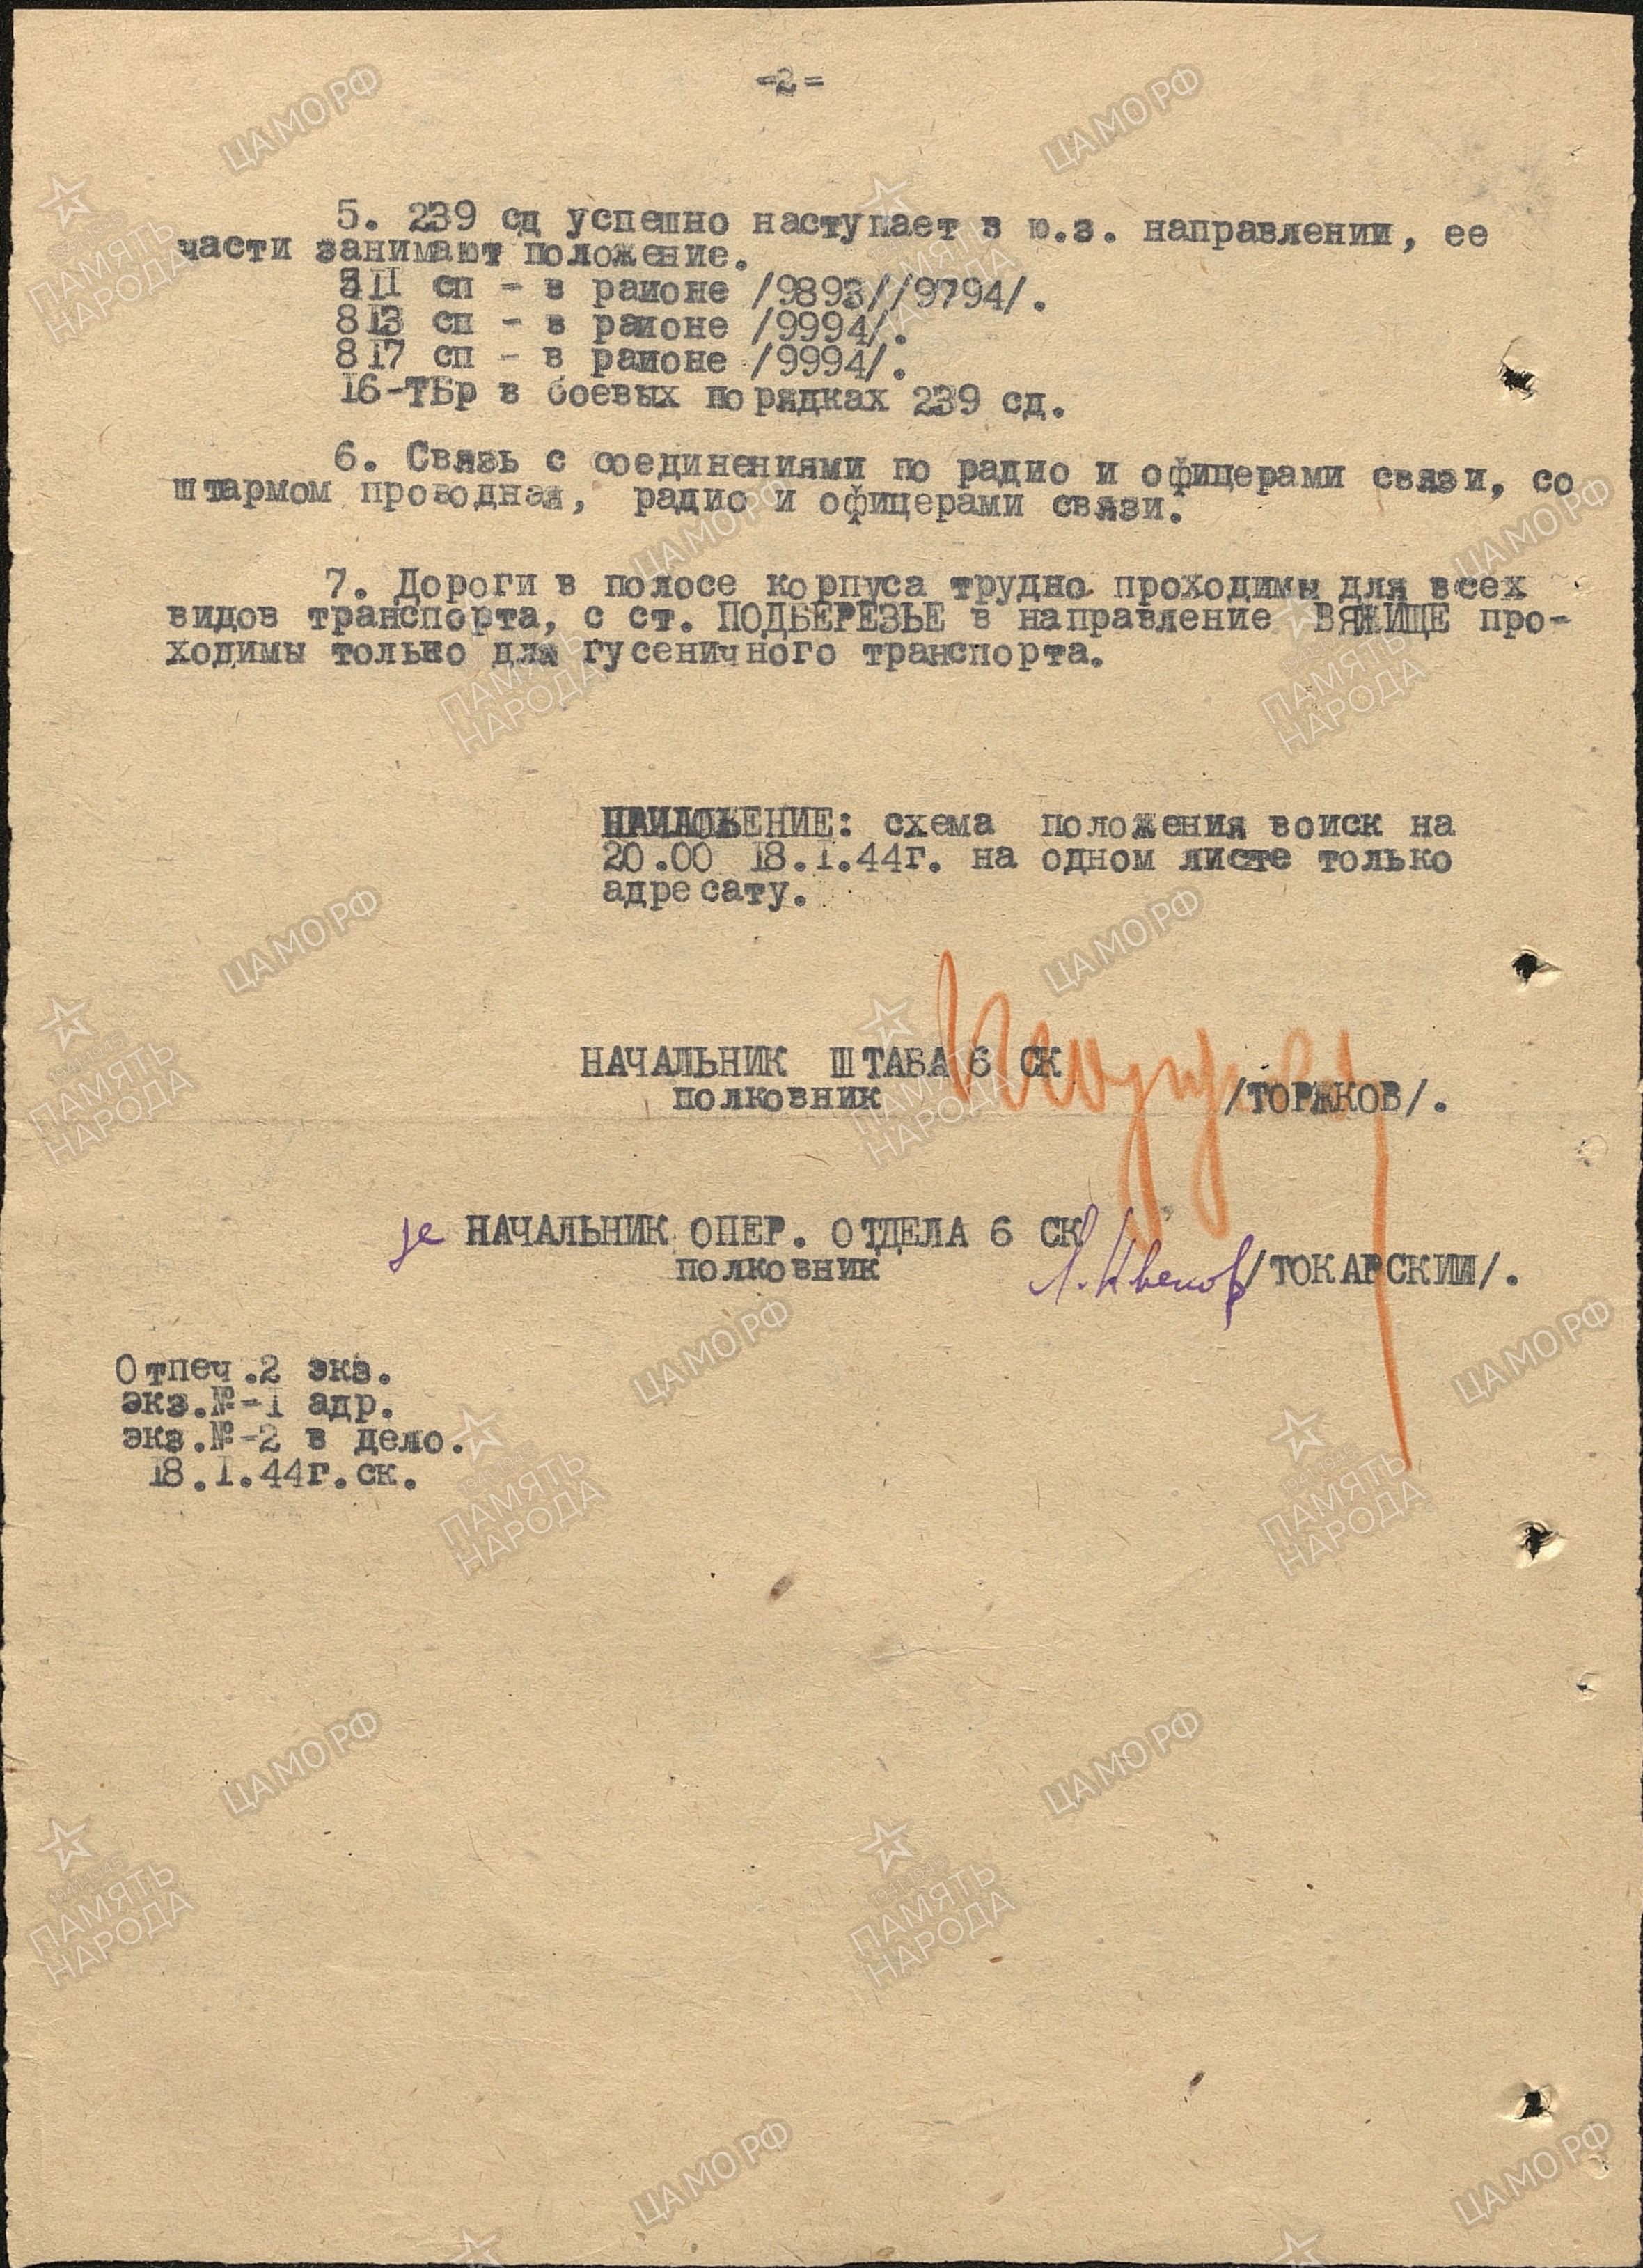 -2-
5. 239 сд успешно наступает в ю.з. направлении, ее
части занимают положение.
511 сп - в районе /9893//9794/.
813 сп - в районе /9994/.
817 сп - в районе /9994/.
16-ТБр в боевых порядках 239 сд.
6. Связь с соединениями по радио и офицерами связи, со
штармом проводная, радио и офицерами связи.
7. Дороги в полосе корпуса трудно проходимы для всех
видов транспорта, с ст. ПОДБЕРЕЗЬЕ в направление ВЯЖИЩЕ про-
ходимы только для гусеничного транспорта.
схема положения войск на
20.00 18.1.44г. на одном листе только
адресату.
НАЧАЛЬНИК ШТАБА 6 СК
полковник /ТОРЖКОВ/.
НАЧАЛЬНИК ОПЕР. ОТДЕЛА 6 СК
полковник /ТОКАРСКИЙ/.
Отпеч.2 экз.
экз.№-1 адр.
экз.№-2 в дело.
18.1.44г.ск.
ЦАМО РФ
ПАМЯТЬ НАРОДА